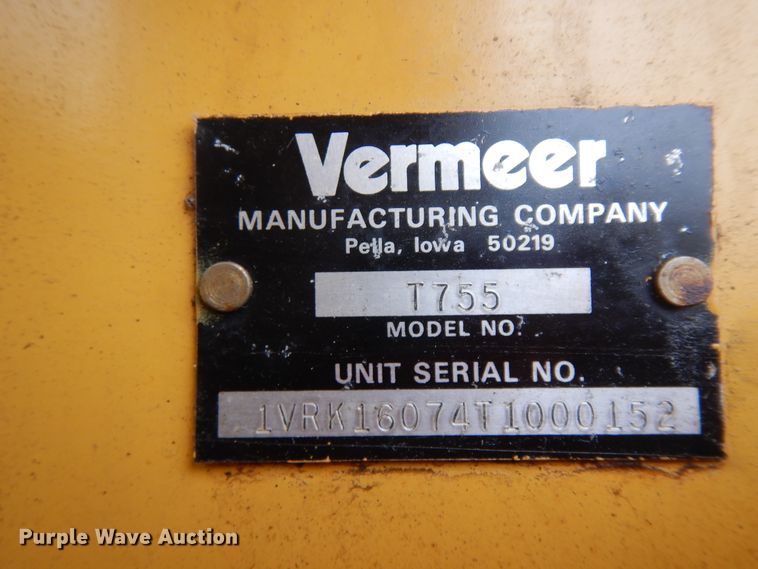 Vermeer
MANUFACTURING COMPANY
Pella, Iowa 50219
T755
MODEL NO.
UNIT SERIAL NO.
1VRK16074T1000152
Purple Wave Auction